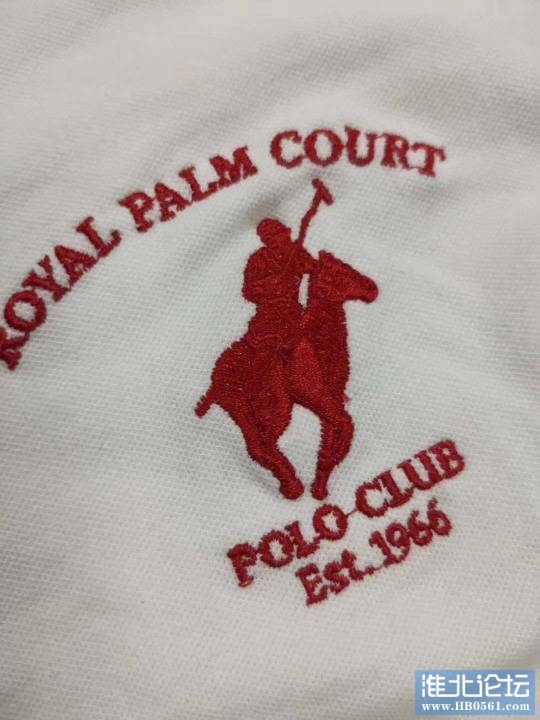 ROYAL PALM COURT
POLO CLUB
Est. 1966
淮北论坛
www.HB0561.com